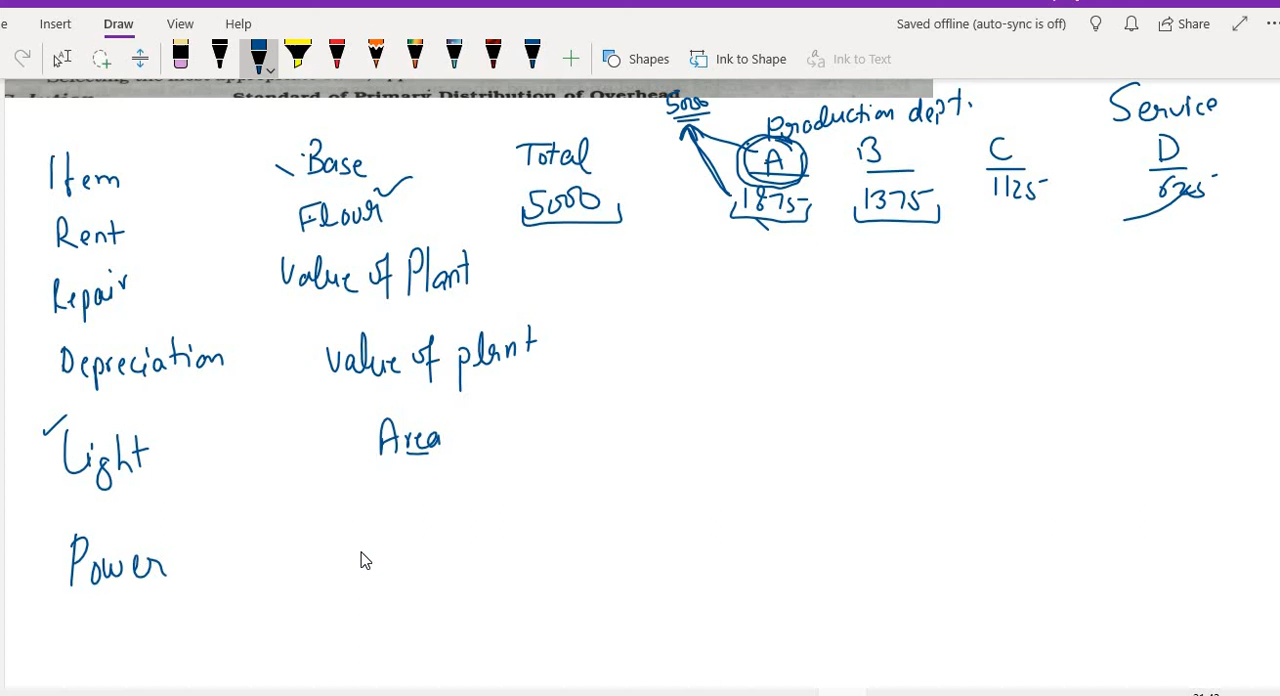 Insert Draw View Help Saved offline (auto-sync is off) Share
Shapes Ink to Shape Ink to Text
Standard of Primary Distribution of Overhead
5000 Production dept. Service
Item Base Total A B C D
Rent Flour 5000 1875 1375 1125 625
Repair Value of Plant
Depreciation Value of plant
Light Area
Power